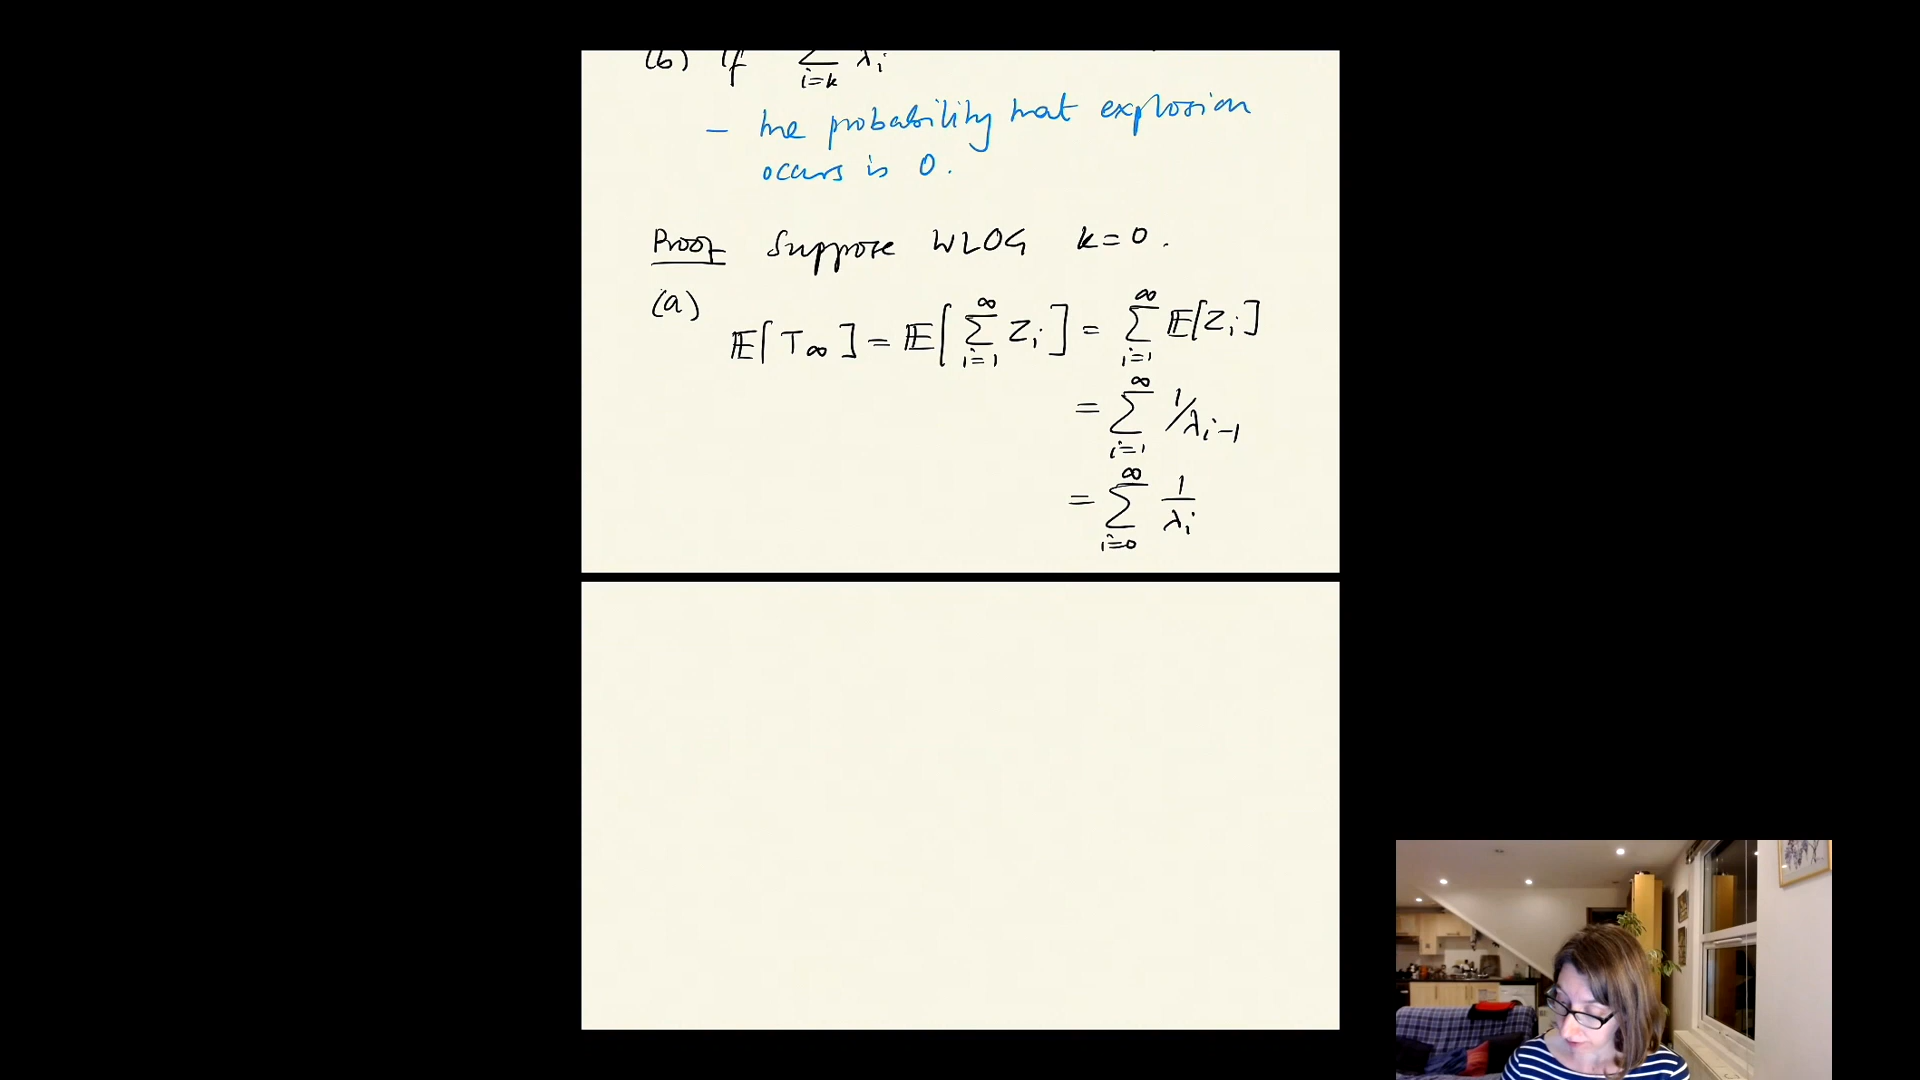 (b) If ∑_{i=k} λ_i
— the probability that explosion
occurs is 0.
Proof Suppose WLOG k=0.
(a)
𝔼[T_∞] = 𝔼[∑_{i=1}^∞ Z_i] = ∑_{i=1}^∞ 𝔼[Z_i]
= ∑_{i=1}^∞ 1/λ_{i-1}
= ∑_{i=0}^∞ 1/λ_i